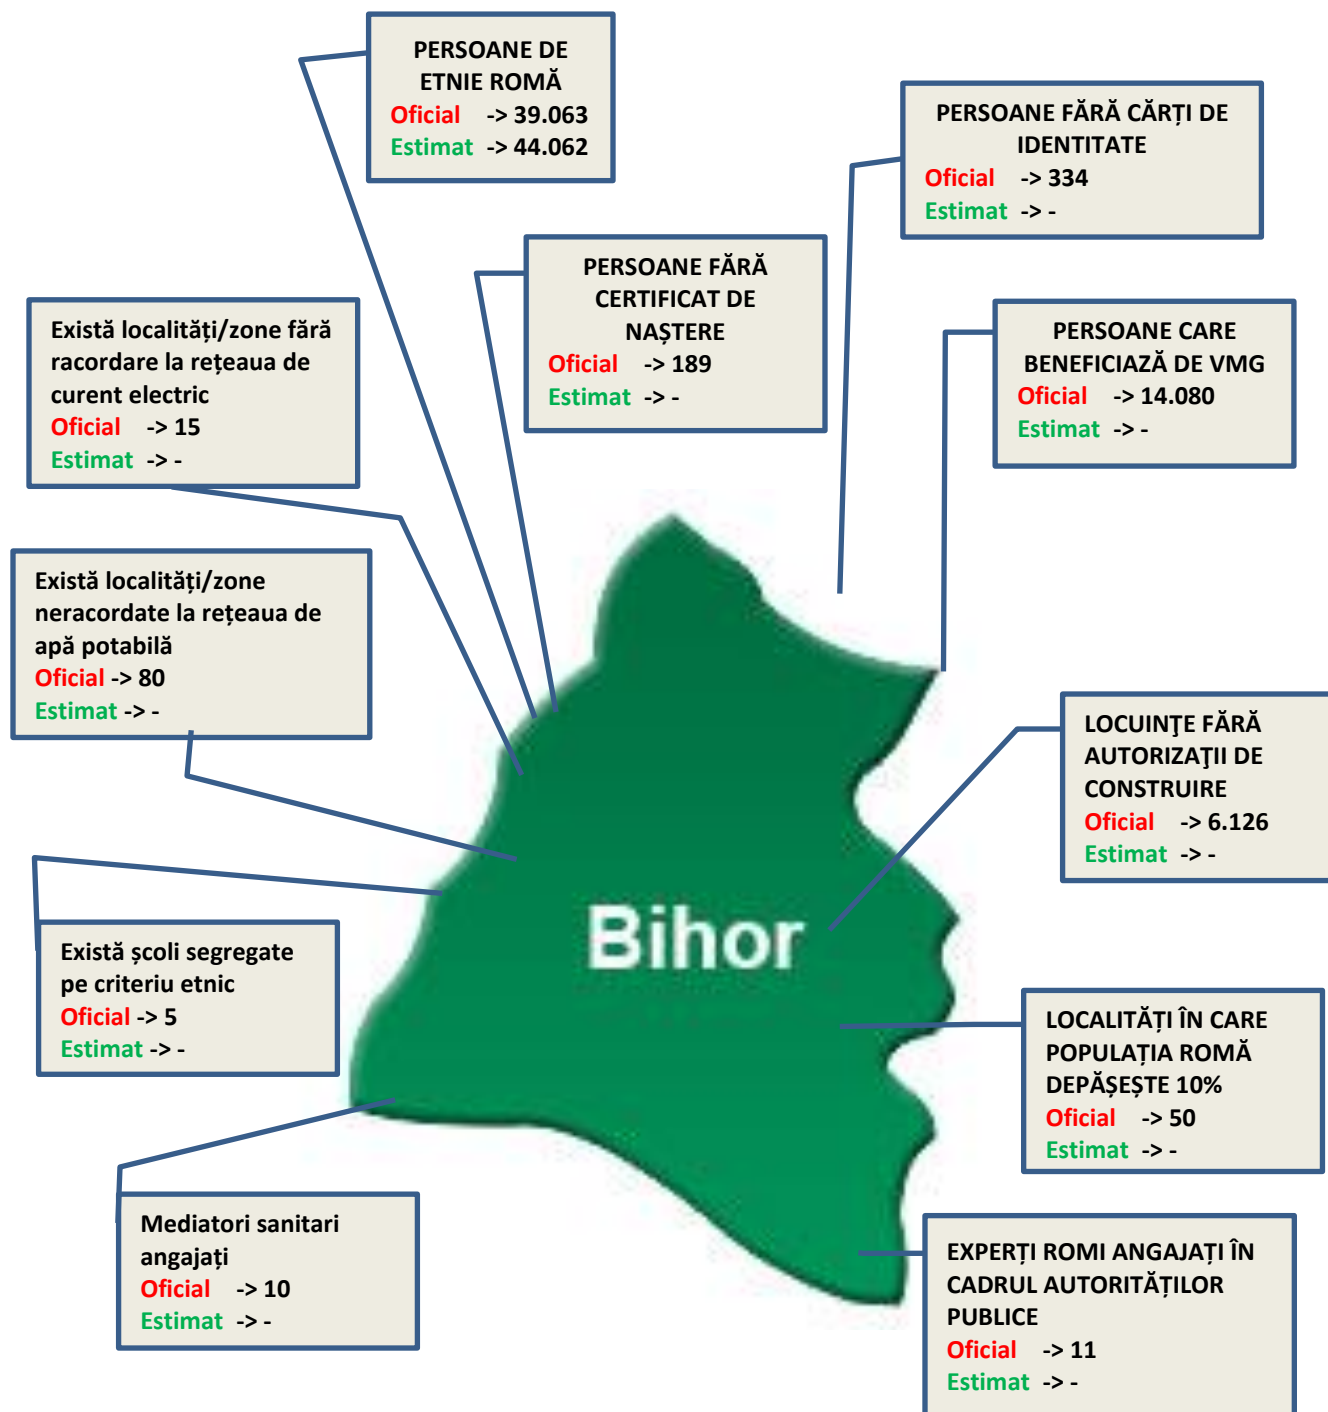 PERSOANE DE
ETNIE ROMĂ
Oficial -> 39.063
Estimat -> 44.062
PERSOANE FĂRĂ CĂRȚI DE
IDENTITATE
Oficial -> 334
Estimat -> -
PERSOANE FĂRĂ
CERTIFICAT DE
NAȘTERE
Oficial -> 189
Estimat -> -
Există localități/zone fără
racordare la rețeaua de
curent electric
Oficial -> 15
Estimat -> -
PERSOANE CARE
BENEFICIAZĂ DE VMG
Oficial -> 14.080
Estimat -> -
Există localități/zone
neracordate la rețeaua de
apă potabilă
Oficial -> 80
Estimat -> -
LOCUINŢE FĂRĂ
AUTORIZAŢII DE
CONSTRUIRE
Oficial -> 6.126
Estimat -> -
Bihor
Există școli segregate
pe criteriu etnic
Oficial -> 5
Estimat -> -
LOCALITĂȚI ÎN CARE
POPULAȚIA ROMĂ
DEPĂȘEȘTE 10%
Oficial -> 50
Estimat -> -
Mediatori sanitari
angajați
Oficial -> 10
Estimat -> -
EXPERȚI ROMI ANGAJAȚI ÎN
CADRUL AUTORITĂȚILOR
PUBLICE
Oficial -> 11
Estimat -> -